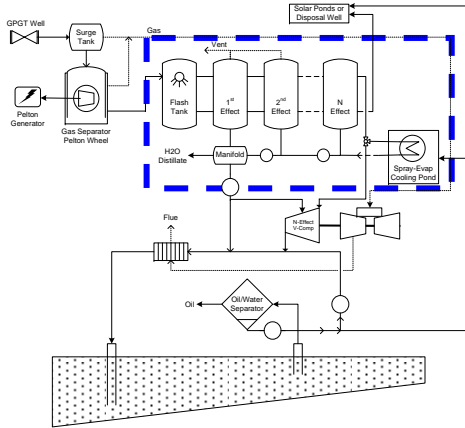 GPGT Well
Surge
Tank
Gas
Solar Ponds or
Disposal Well
Vent
Pelton
Generator
Gas Separator
Pelton Wheel
Flash
Tank
1st
Effect
2nd
Effect
N
Effect
H2O
Distillate
Manifold
Spray-Evap
Cooling Pond
Flue
N-Effect
V-Comp
Oil
Oil/Water
Separator